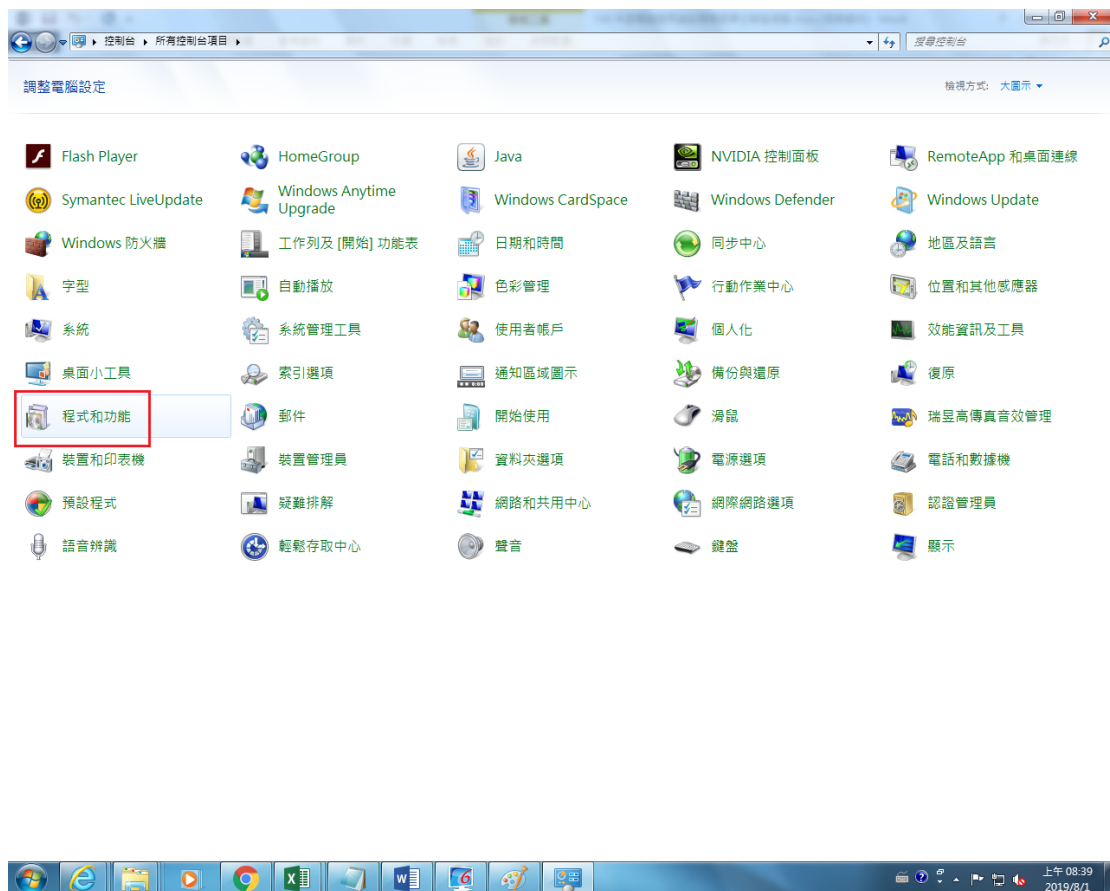 控制台 所有控制台項目
搜尋控制台
調整電腦設定
檢視方式: 大圖示
Flash Player
HomeGroup
Java
NVIDIA 控制面板
RemoteApp 和桌面連線
Symantec LiveUpdate
Windows Anytime
Upgrade
Windows CardSpace
Windows Defender
Windows Update
Windows 防火牆
工作列及 [開始] 功能表
日期和時間
同步中心
地區及語言
字型
自動播放
色彩管理
行動作業中心
位置和其他感應器
系統
系統管理工具
使用者帳戶
個人化
效能資訊及工具
桌面小工具
索引選項
通知區域圖示
備份與還原
復原
程式和功能
郵件
開始使用
滑鼠
瑞昱高傳真音效管理
裝置和印表機
裝置管理員
資料夾選項
電源選項
電話和數據機
預設程式
疑難排解
網路和共用中心
網際網路選項
認證管理員
語音辨識
輕鬆存取中心
聲音
鍵盤
顯示
上午 08:39
2019/8/1